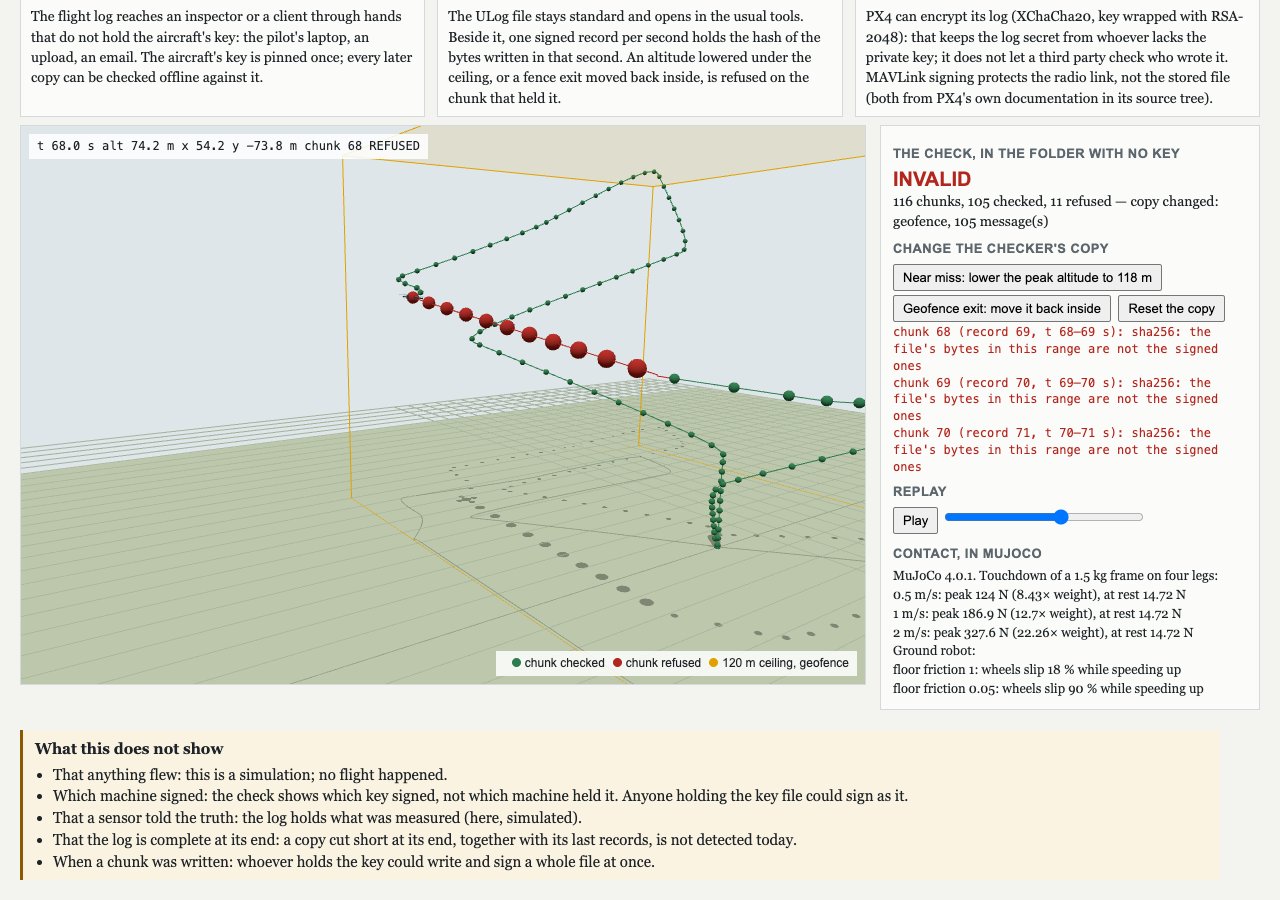 The flight log reaches an inspector or a client through hands
that do not hold the aircraft's key: the pilot's laptop, an
upload, an email. The aircraft's key is pinned once; every later
copy can be checked offline against it.
The ULog file stays standard and opens in the usual tools.
Beside it, one signed record per second holds the hash of the
bytes written in that second. An altitude lowered under the
ceiling, or a fence exit moved back inside, is refused on the
chunk that held it.
PX4 can encrypt its log (XChaCha20, key wrapped with RSA-
2048): that keeps the log secret from whoever lacks the
private key; it does not let a third party check who wrote it.
MAVLink signing protects the radio link, not the stored file
(both from PX4's own documentation in its source tree).
t 68.0 s alt 74.2 m x 54.2 y −73.8 m chunk 68 REFUSED
chunk checked chunk refused 120 m ceiling, geofence
THE CHECK, IN THE FOLDER WITH NO KEY
INVALID
116 chunks, 105 checked, 11 refused — copy changed:
geofence, 105 message(s)
CHANGE THE CHECKER'S COPY
Near miss: lower the peak altitude to 118 m
Geofence exit: move it back inside Reset the copy
chunk 68 (record 69, t 68–69 s): sha256: the
file's bytes in this range are not the signed
ones
chunk 69 (record 70, t 69–70 s): sha256: the
file's bytes in this range are not the signed
ones
chunk 70 (record 71, t 70–71 s): sha256: the
file's bytes in this range are not the signed
ones
REPLAY
Play
CONTACT, IN MUJOCO
MuJoCo 4.0.1. Touchdown of a 1.5 kg frame on four legs:
0.5 m/s: peak 124 N (8.43× weight), at rest 14.72 N
1 m/s: peak 186.9 N (12.7× weight), at rest 14.72 N
2 m/s: peak 327.6 N (22.26× weight), at rest 14.72 N
Ground robot:
floor friction 1: wheels slip 18 % while speeding up
floor friction 0.05: wheels slip 90 % while speeding up
What this does not show
• That anything flew: this is a simulation; no flight happened.
• Which machine signed: the check shows which key signed, not which machine held it. Anyone holding the key file could sign as it.
• That a sensor told the truth: the log holds what was measured (here, simulated).
• That the log is complete at its end: a copy cut short at its end, together with its last records, is not detected today.
• When a chunk was written: whoever holds the key could write and sign a whole file at once.